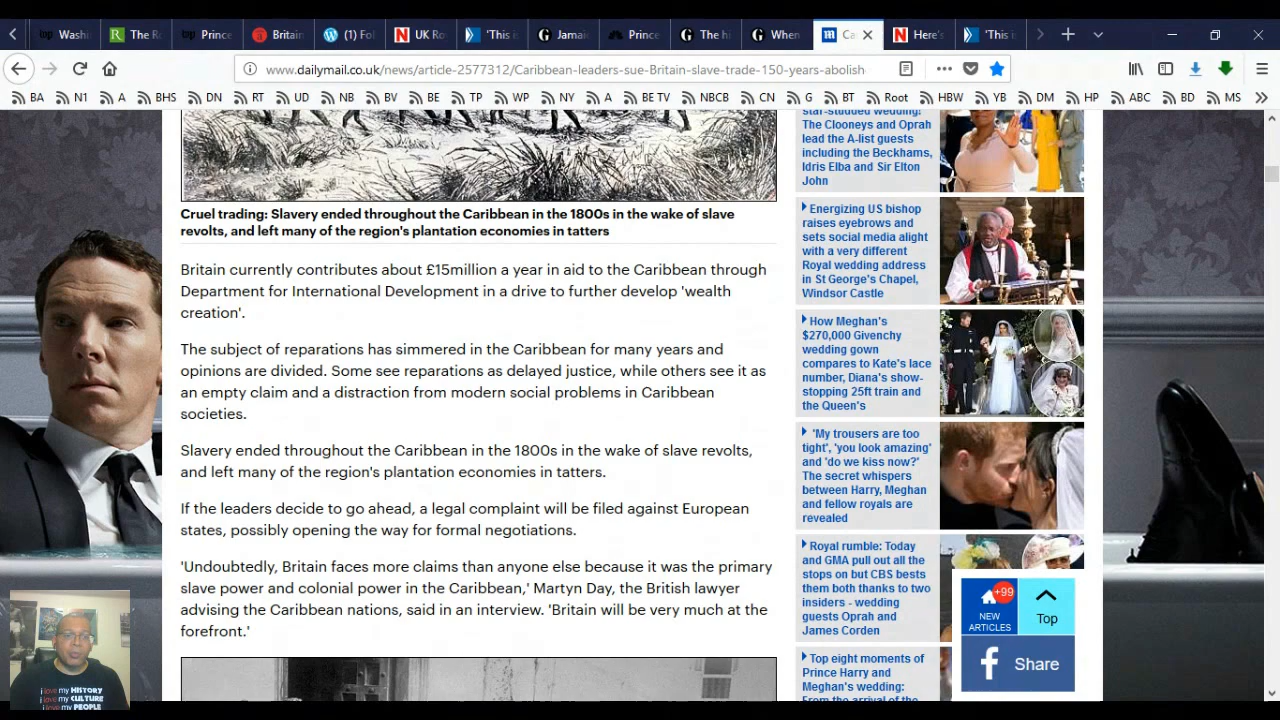 Washi
The Ra
Prince
Britain
(1) Fol
UK Ro
'This is
Jamai
Prince
The hi
When
Ca
Here's
'This is
www.dailymail.co.uk/news/article-2577312/Caribbean-leaders-sue-Britain-slave-trade-150-years-abolish
BA N1 A BHS DN RT UD NB BV BE TP WP NY A BE TV NBCB CN G BT Root HBW YB DM HP ABC BD MS
Cruel trading: Slavery ended throughout the Caribbean in the 1800s in the wake of slave
revolts, and left many of the region's plantation economies in tatters
Britain currently contributes about £15million a year in aid to the Caribbean through
Department for International Development in a drive to further develop 'wealth
creation'.
The subject of reparations has simmered in the Caribbean for many years and
opinions are divided. Some see reparations as delayed justice, while others see it as
an empty claim and a distraction from modern social problems in Caribbean
societies.
Slavery ended throughout the Caribbean in the 1800s in the wake of slave revolts,
and left many of the region's plantation economies in tatters.
If the leaders decide to go ahead, a legal complaint will be filed against European
states, possibly opening the way for formal negotiations.
'Undoubtedly, Britain faces more claims than anyone else because it was the primary
slave power and colonial power in the Caribbean,' Martyn Day, the British lawyer
advising the Caribbean nations, said in an interview. 'Britain will be very much at the
forefront.'
star-studded wedding!
The Clooneys and Oprah
lead the A-list guests
including the Beckhams,
Idris Elba and Sir Elton
John
Energizing US bishop
raises eyebrows and
sets social media alight
with a very different
Royal wedding address
in St George's Chapel,
Windsor Castle
How Meghan's
$270,000 Givenchy
wedding gown
compares to Kate's lace
number, Diana's show-
stopping 25ft train and
the Queen's
'My trousers are too
tight', 'you look amazing'
and 'do we kiss now?'
The secret whispers
between Harry, Meghan
and fellow royals are
revealed
Royal rumble: Today
and GMA pull out all the
stops on but CBS bests
them both thanks to two
insiders - wedding
guests Oprah and
James Corden
Top eight moments of
Prince Harry and
Meghan's wedding:
From the arrival of the
+99
NEW
ARTICLES
Top
Share
i love my HISTORY
i love my CULTURE
i love my PEOPLE